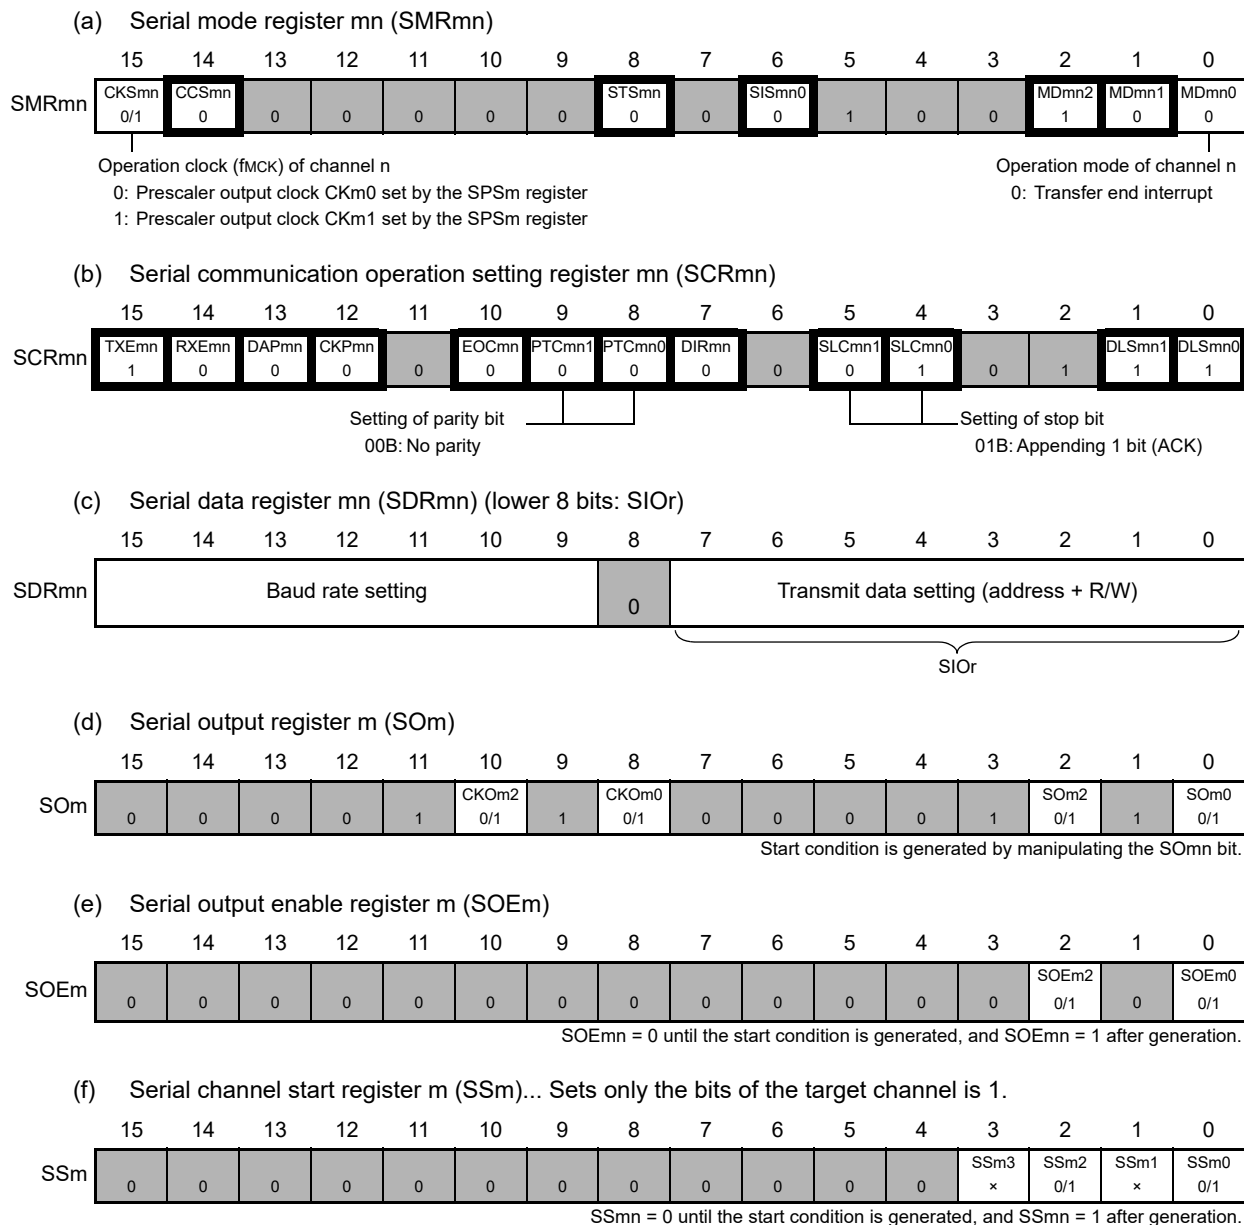 (a) Serial mode register mn (SMRmn)
15 14 13 12 11 10 9 8 7 6 5 4 3 2 1 0
CKSmn CCSmn STSmn SISmn0 MDmn2 MDmn1 MDmn0
SMRmn 0/1 0 0 0 0 0 0 0 0 0 1 0 0 1 0 0
Operation clock (fMCK) of channel n Operation mode of channel n
0: Prescaler output clock CKm0 set by the SPSm register 0: Transfer end interrupt
1: Prescaler output clock CKm1 set by the SPSm register
(b) Serial communication operation setting register mn (SCRmn)
15 14 13 12 11 10 9 8 7 6 5 4 3 2 1 0
TXEmn RXEmn DAPmn CKPmn EOCmn PTCmn1 PTCmn0 DIRmn SLCmn1 SLCmn0 DLSmn1 DLSmn0
SCRmn 1 0 0 0 0 0 0 0 0 0 0 1 0 1 1 1
Setting of parity bit Setting of stop bit
00B: No parity 01B: Appending 1 bit (ACK)
(c) Serial data register mn (SDRmn) (lower 8 bits: SIOr)
15 14 13 12 11 10 9 8 7 6 5 4 3 2 1 0
SDRmn Baud rate setting 0 Transmit data setting (address + R/W)
SIOr
(d) Serial output register m (SOm)
15 14 13 12 11 10 9 8 7 6 5 4 3 2 1 0
CKOm2 CKOm0 SOm2 SOm0
SOm 0 0 0 0 1 0/1 1 0/1 0 0 0 0 1 0/1 1 0/1
Start condition is generated by manipulating the SOmn bit.
(e) Serial output enable register m (SOEm)
15 14 13 12 11 10 9 8 7 6 5 4 3 2 1 0
SOEm2 SOEm0
SOEm 0 0 0 0 0 0 0 0 0 0 0 0 0 0/1 0 0/1
SOEmn = 0 until the start condition is generated, and SOEmn = 1 after generation.
(f) Serial channel start register m (SSm)... Sets only the bits of the target channel is 1.
15 14 13 12 11 10 9 8 7 6 5 4 3 2 1 0
SSm3 SSm2 SSm1 SSm0
SSm 0 0 0 0 0 0 0 0 0 0 0 0 × 0/1 × 0/1
SSmn = 0 until the start condition is generated, and SSmn = 1 after generation.